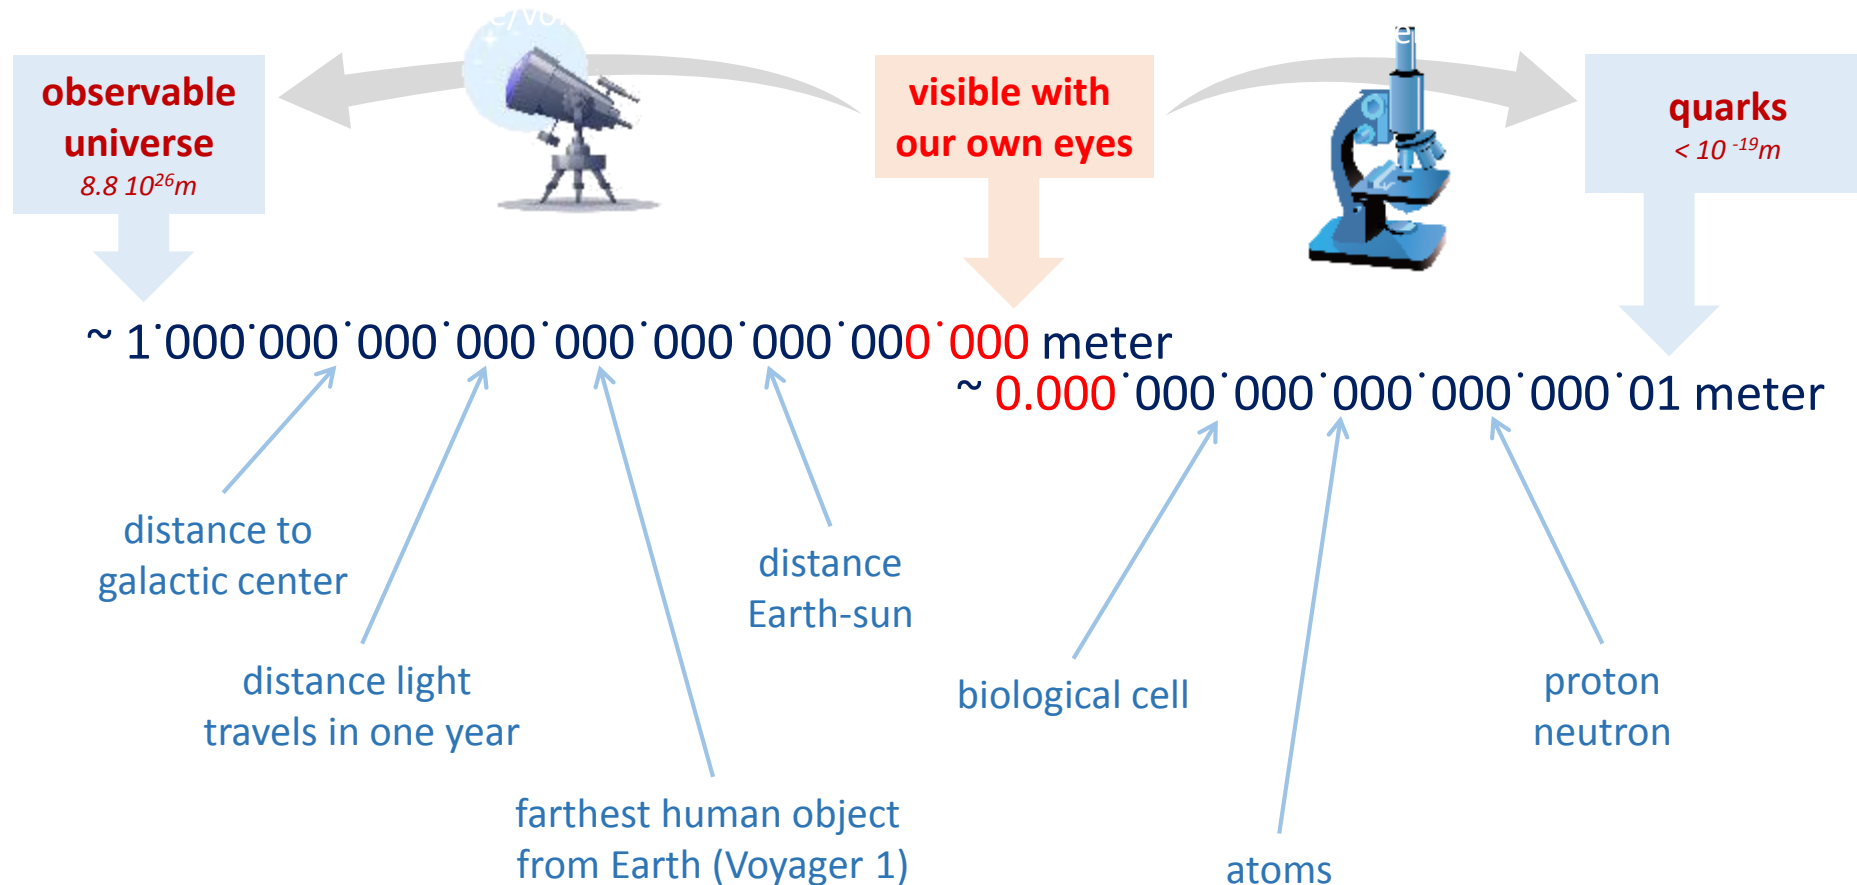 observable
universe
8.8 10²⁶m
visible with
our own eyes
quarks
< 10 ⁻¹⁹m
~ 1˙000˙000˙000˙000˙000˙000˙000˙000˙000 meter
~ 0.000˙000˙000˙000˙000˙000˙01 meter
distance to
galactic center
distance
Earth-sun
distance light
travels in one year
biological cell
proton
neutron
farthest human object
from Earth (Voyager 1)
atoms